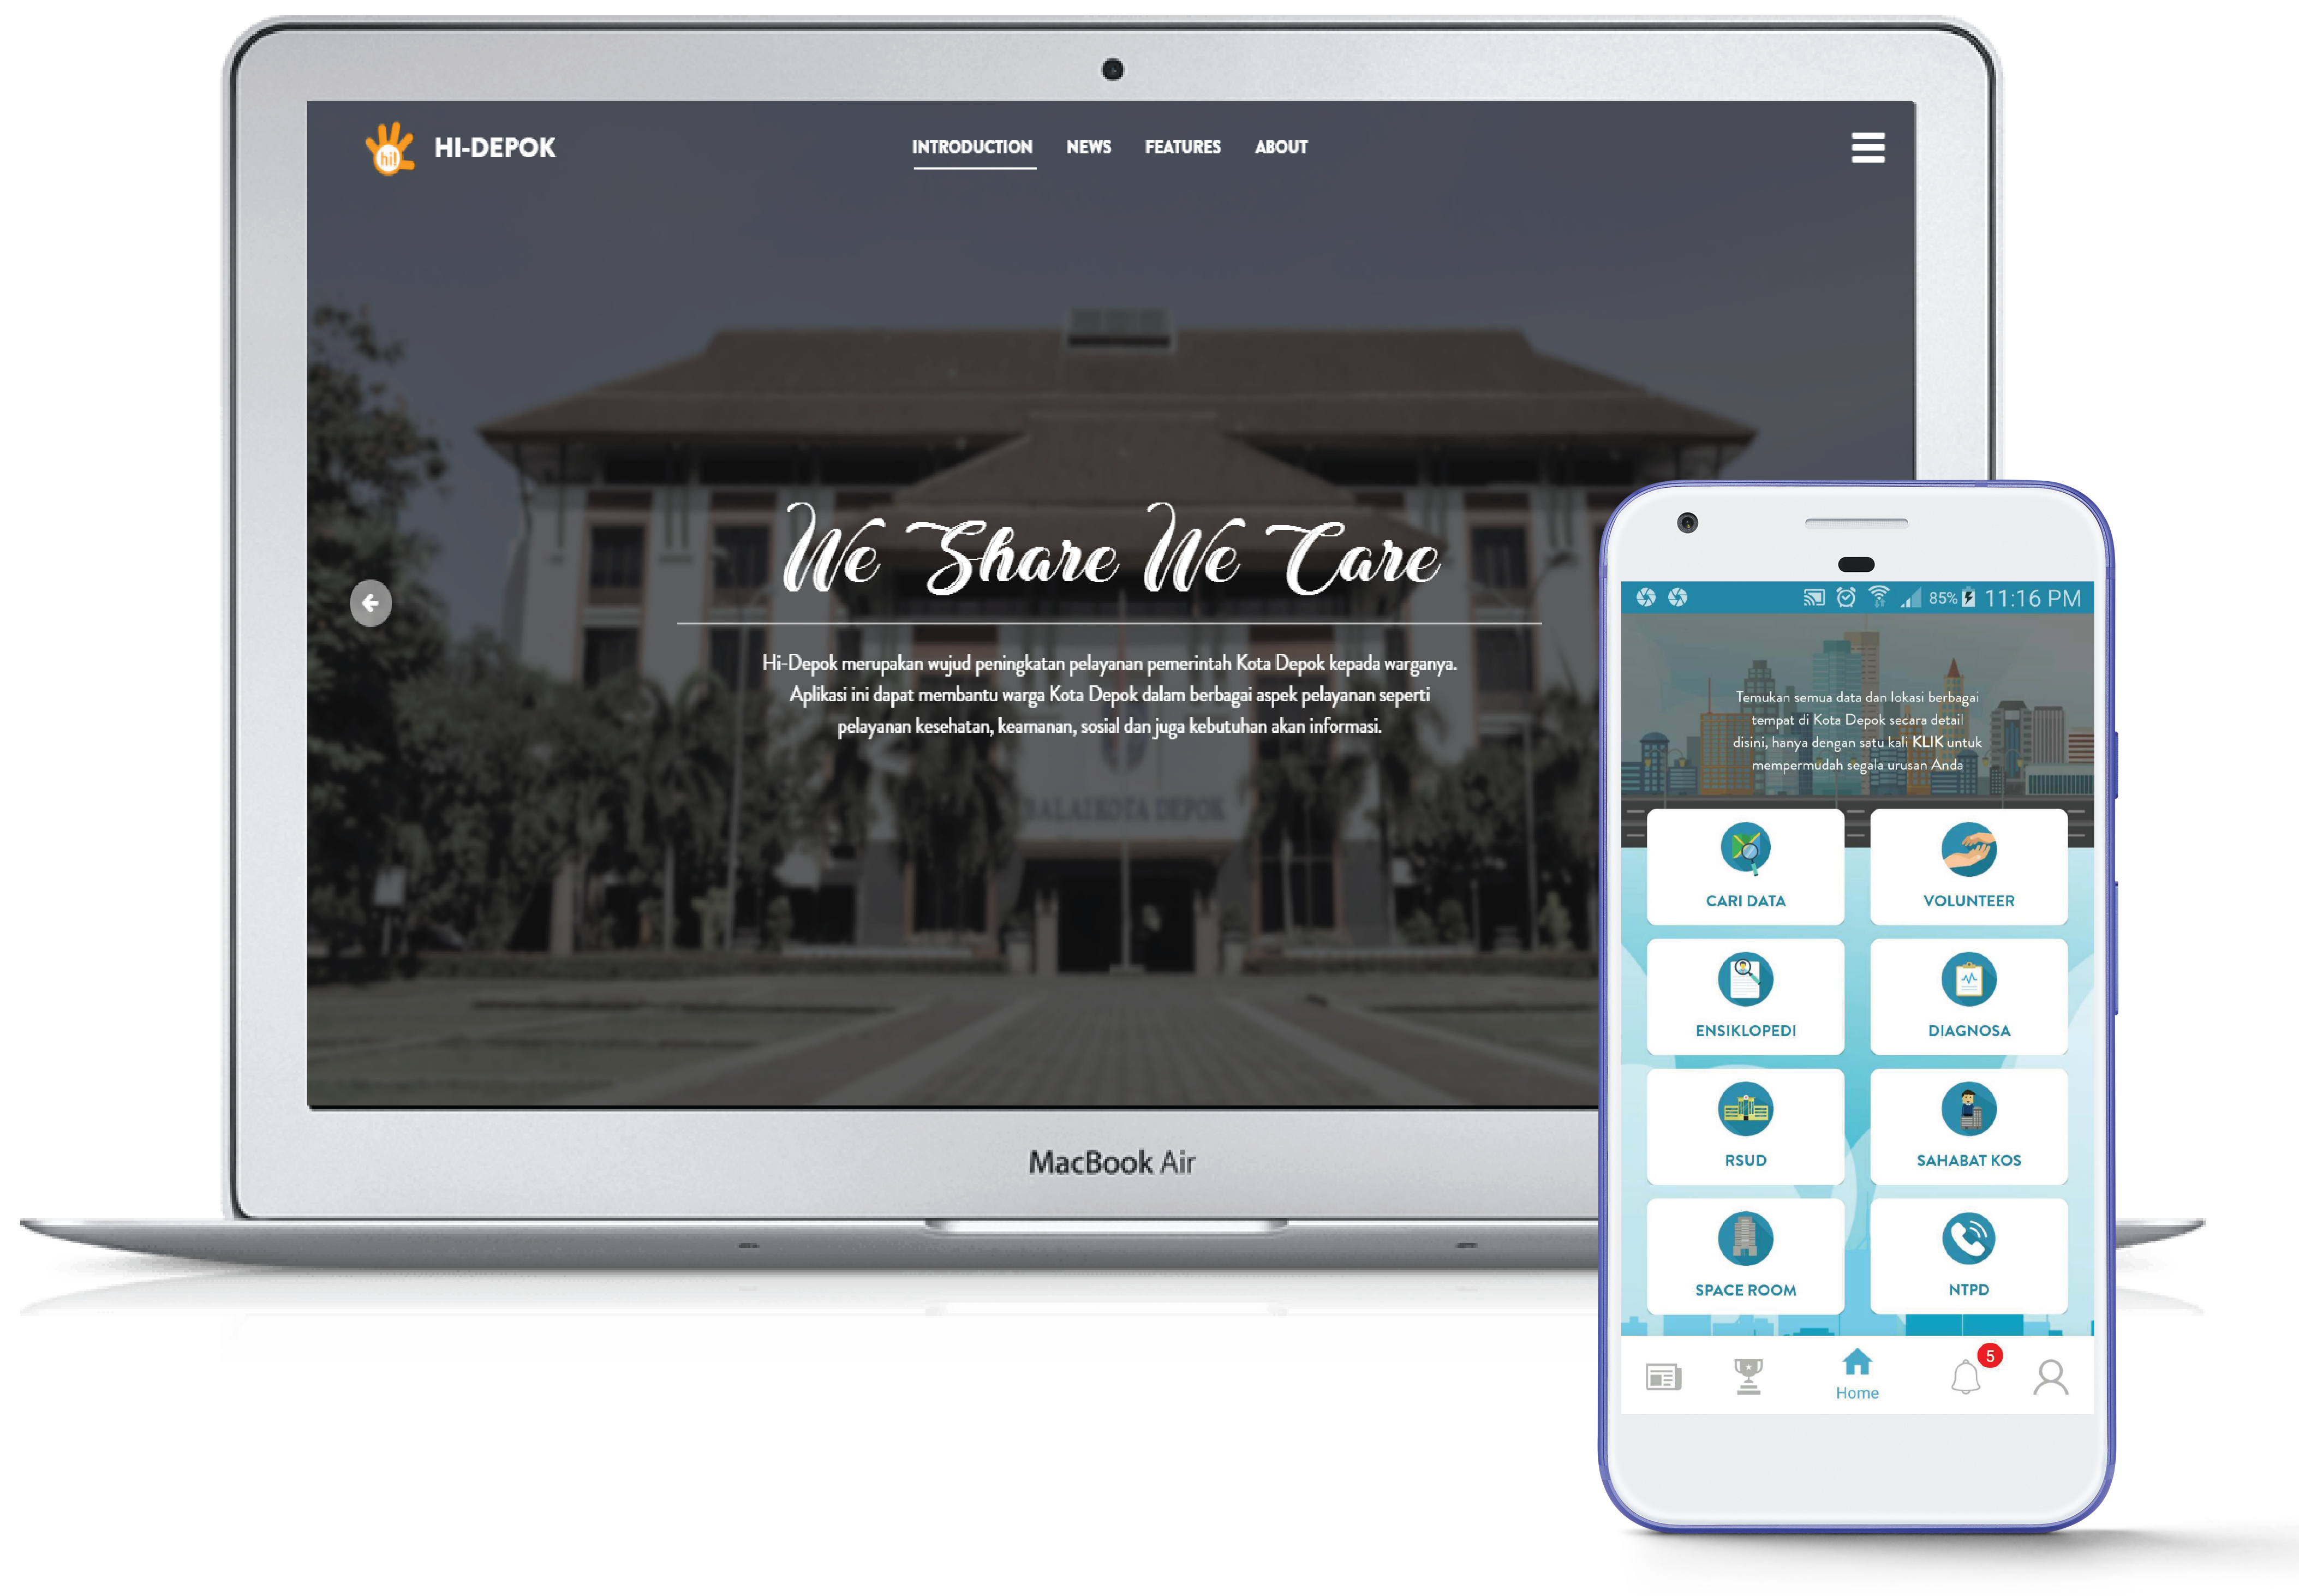 hi!
HI-DEPOK
INTRODUCTION NEWS FEATURES ABOUT
We Share We Care
Hi-Depok merupakan wujud peningkatan pelayanan pemerintah Kota Depok kepada warganya.
Aplikasi ini dapat membantu warga Kota Depok dalam berbagai aspek pelayanan seperti
pelayanan kesehatan, keamanan, sosial dan juga kebutuhan akan informasi.
BALAIKOTA DEPOK
MacBook Air
85% 11:16 PM
Temukan semua data dan lokasi berbagai
tempat di Kota Depok secara detail
disini, hanya dengan satu kali KLIK untuk
mempermudah segala urusan Anda
CARI DATA
VOLUNTEER
ENSIKLOPEDI
DIAGNOSA
RSUD
SAHABAT KOS
SPACE ROOM
NTPD
5
Home